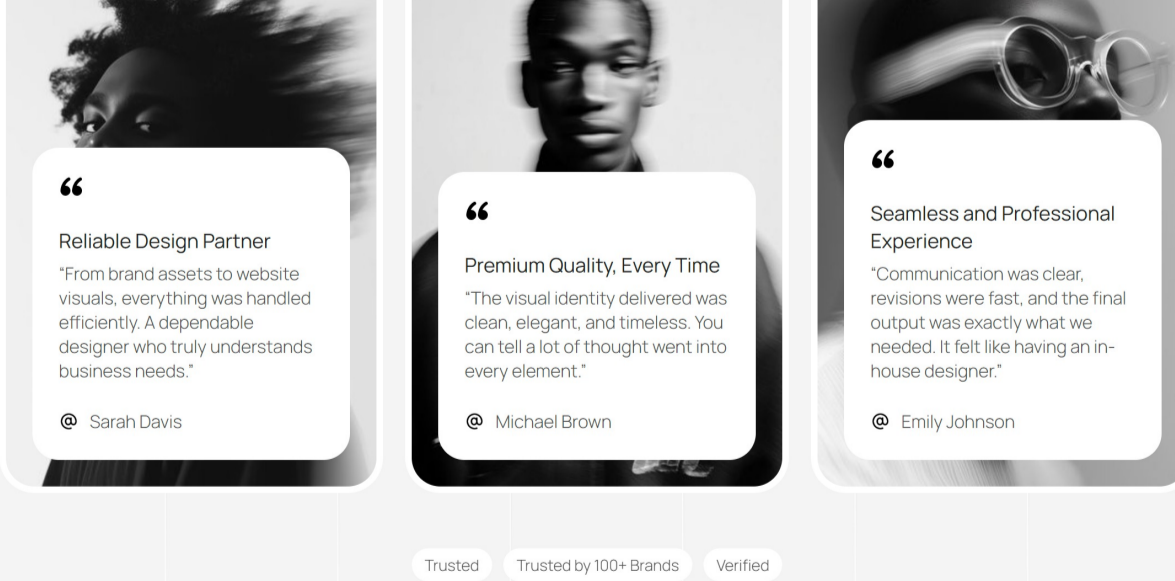 “
Reliable Design Partner
“From brand assets to website
visuals, everything was handled
efficiently. A dependable
designer who truly understands
business needs.”
@ Sarah Davis
“
Premium Quality, Every Time
“The visual identity delivered was
clean, elegant, and timeless. You
can tell a lot of thought went into
every element.”
@ Michael Brown
“
Seamless and Professional
Experience
“Communication was clear,
revisions were fast, and the final
output was exactly what we
needed. It felt like having an in-
house designer.”
@ Emily Johnson
Trusted
Trusted by 100+ Brands
Verified